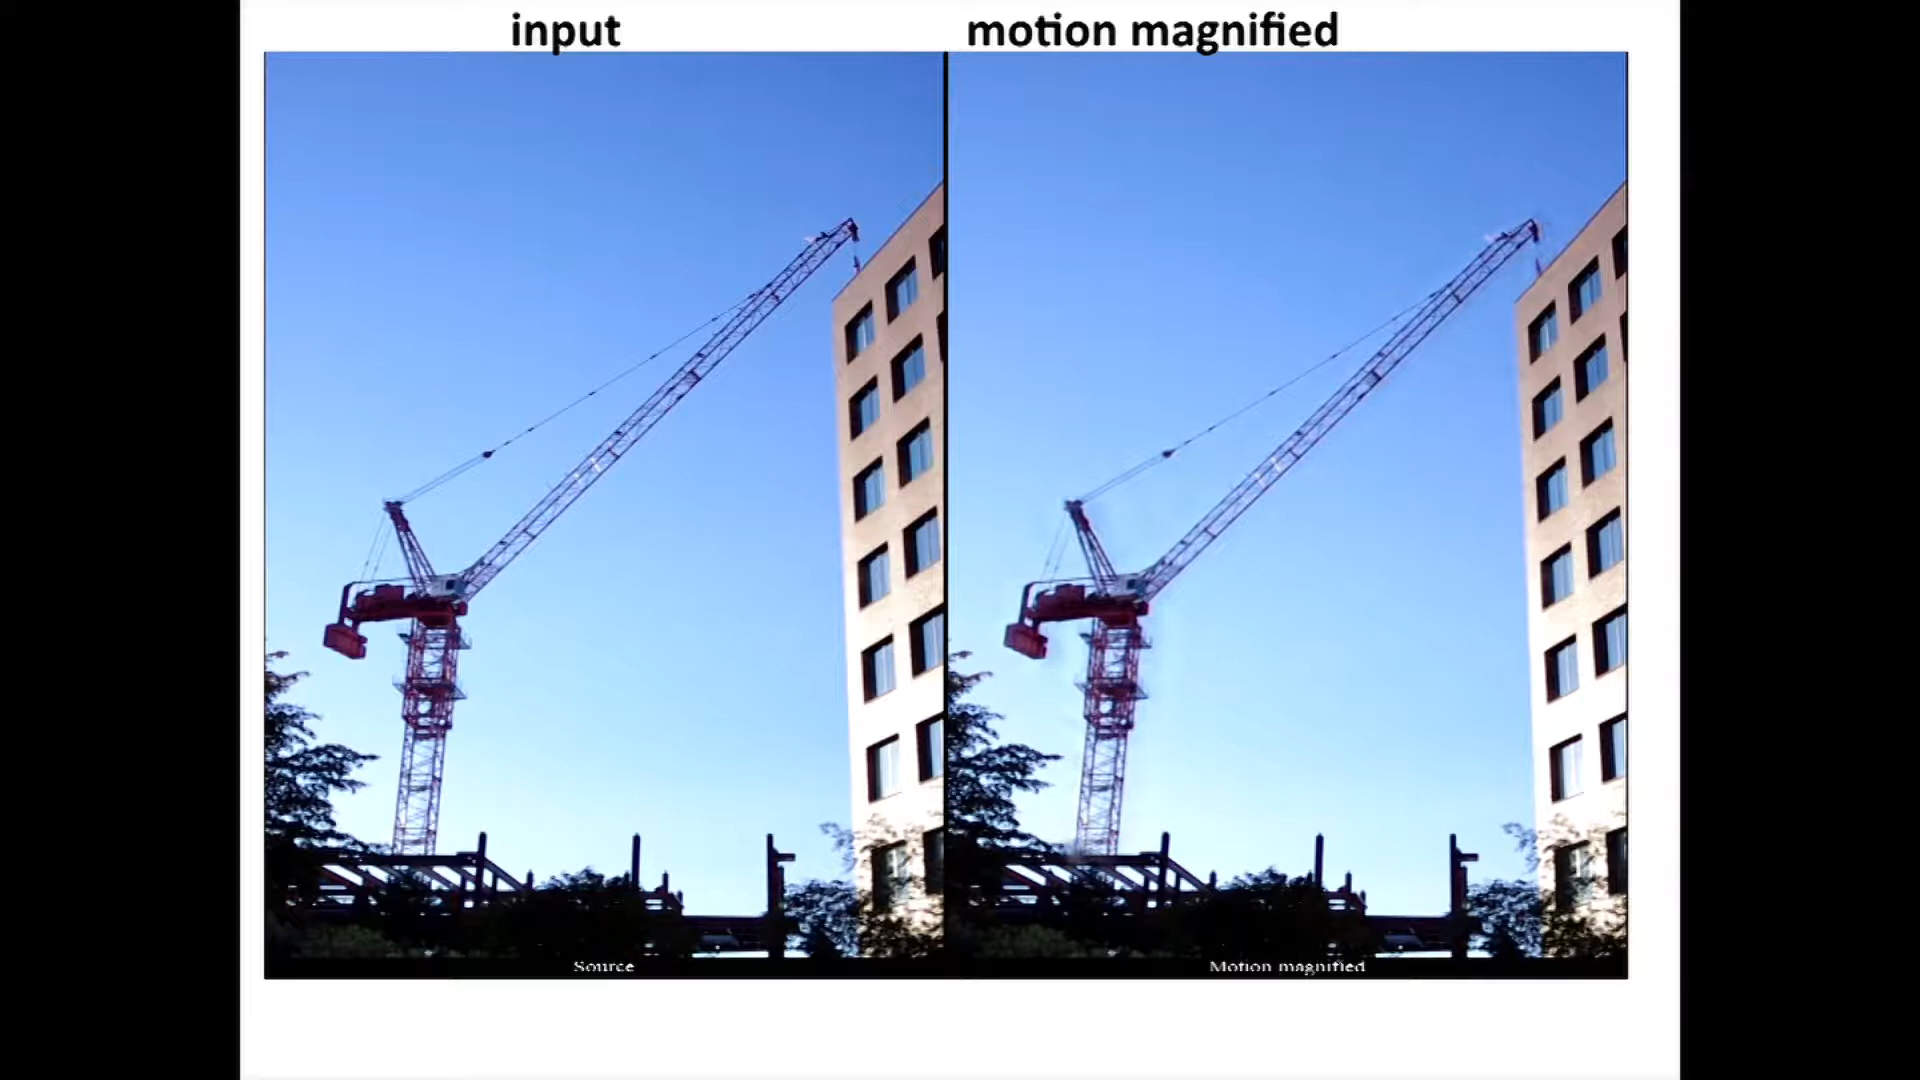 input
motion magnified
Source
Motion magnified